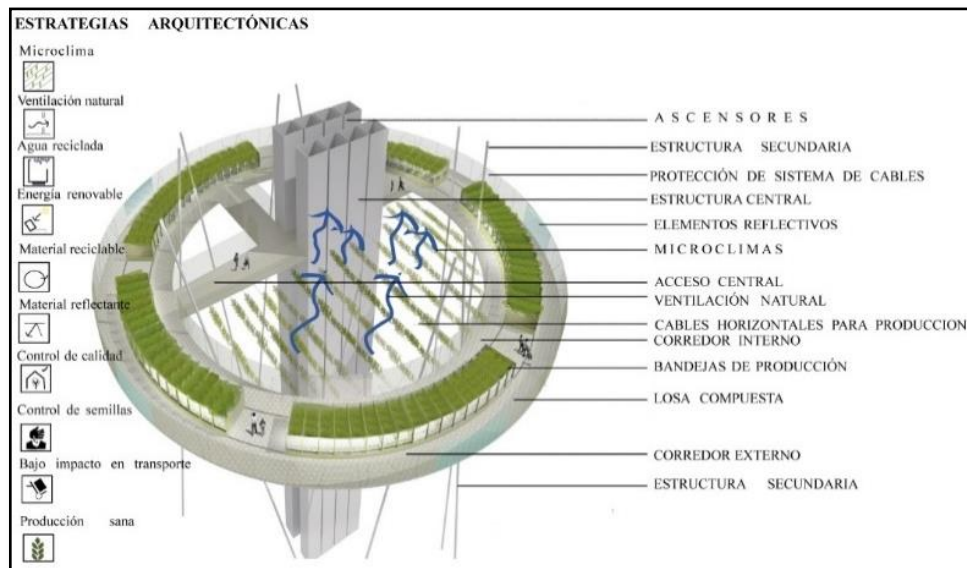 ESTRATEGIAS ARQUITECTÓNICAS
Microclima
Ventilación natural
Agua reciclada
Energía renovable
Material reciclable
Material reflectante
Control de calidad
Control de semillas
Bajo impacto en transporte
Producción sana
ASCENSORES
ESTRUCTURA SECUNDARIA
PROTECCIÓN DE SISTEMA DE CABLES
ESTRUCTURA CENTRAL
ELEMENTOS REFLECTIVOS
MICROCLIMAS
ACCESO CENTRAL
VENTILACIÓN NATURAL
CABLES HORIZONTALES PARA PRODUCCION
CORREDOR INTERNO
BANDEJAS DE PRODUCCIÓN
LOSA COMPUESTA
CORREDOR EXTERNO
ESTRUCTURA SECUNDARIA